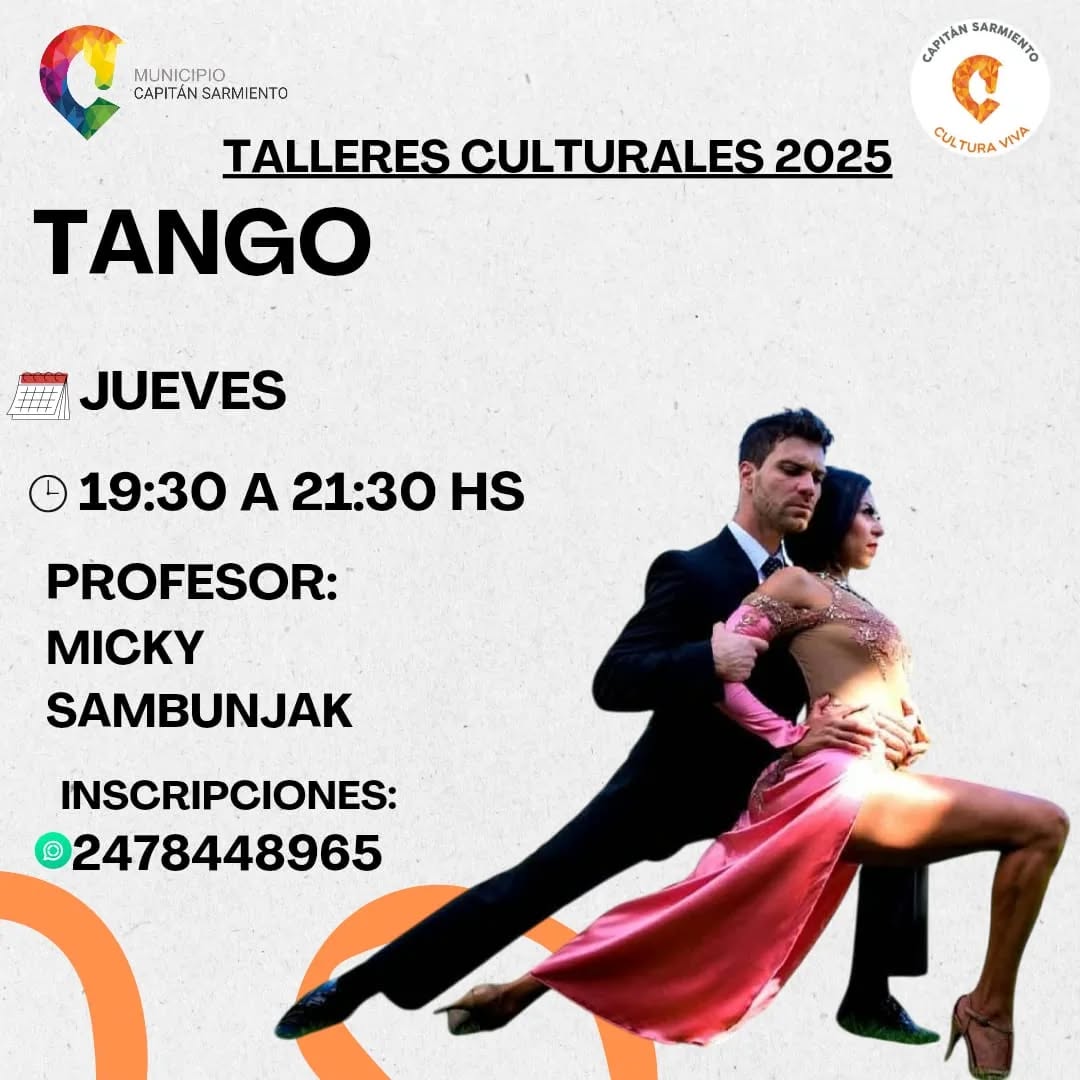 MUNICIPIO
CAPITÁN SARMIENTO
CAPITÁN SARMIENTO
CULTURA VIVA
TALLERES CULTURALES 2025
TANGO
JUEVES
19:30 A 21:30 HS
PROFESOR:
MICKY
SAMBUNJAK
INSCRIPCIONES:
2478448965